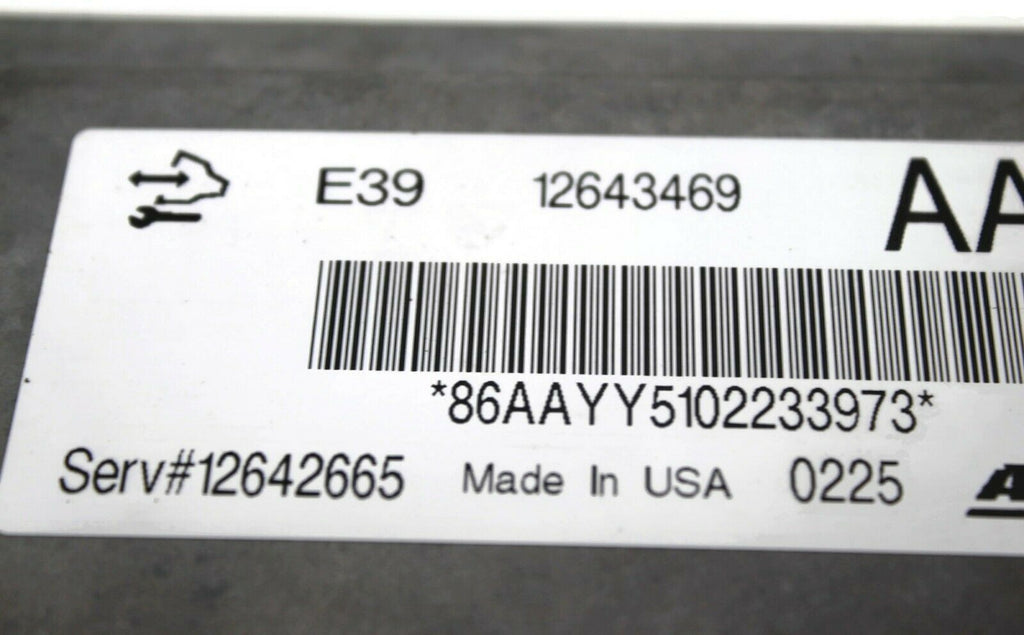 E39 12643469 AA
*86AAYY5102233973*
Serv#12642665 Made In USA 0225 A